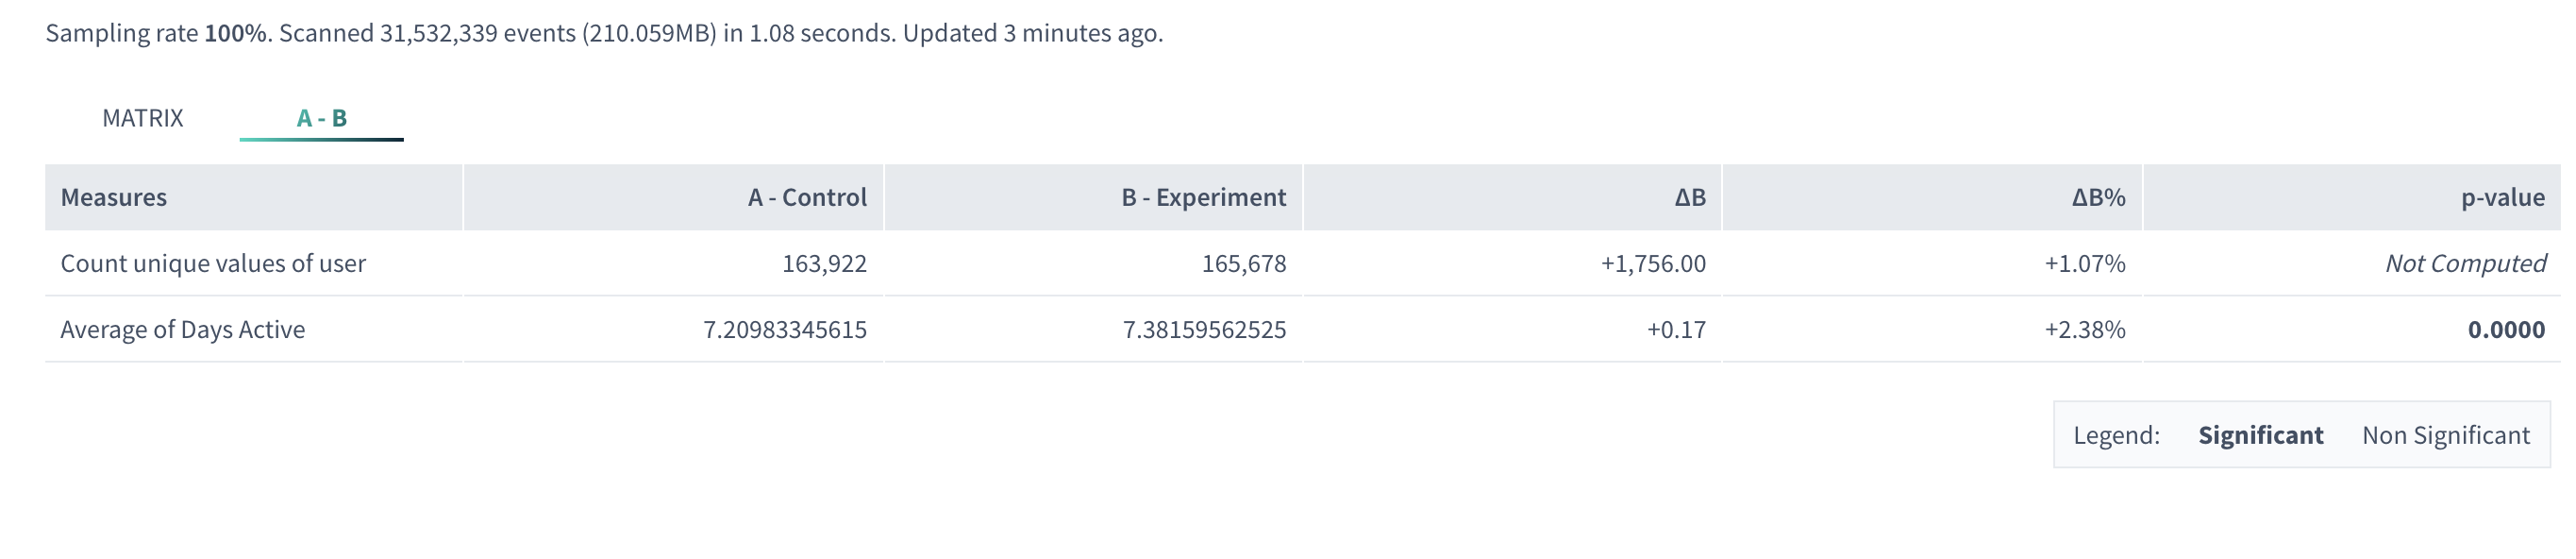 Sampling rate 100%. Scanned 31,532,339 events (210.059MB) in 1.08 seconds. Updated 3 minutes ago.
MATRIX A - B
Measures A - Control B - Experiment ΔB ΔB% p-value
Count unique values of user 163,922 165,678 +1,756.00 +1.07% Not Computed
Average of Days Active 7.20983345615 7.38159562525 +0.17 +2.38% 0.0000
Legend: Significant Non Significant